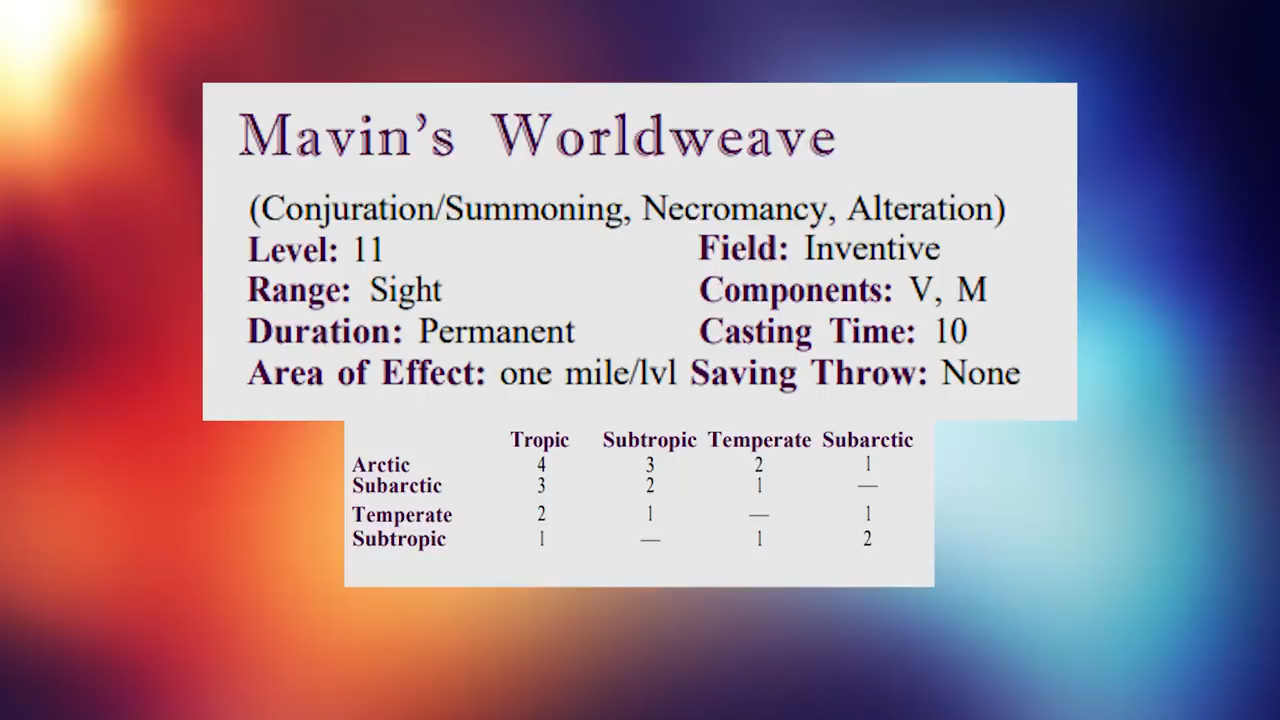 Mavin's Worldweave
(Conjuration/Summoning, Necromancy, Alteration)
Level: 11 Field: Inventive
Range: Sight Components: V, M
Duration: Permanent Casting Time: 10
Area of Effect: one mile/lvl Saving Throw: None
Tropic Subtropic Temperate Subarctic
Arctic 4 3 2 1
Subarctic 3 2 1 —
Temperate 2 1 — 1
Subtropic 1 — 1 2